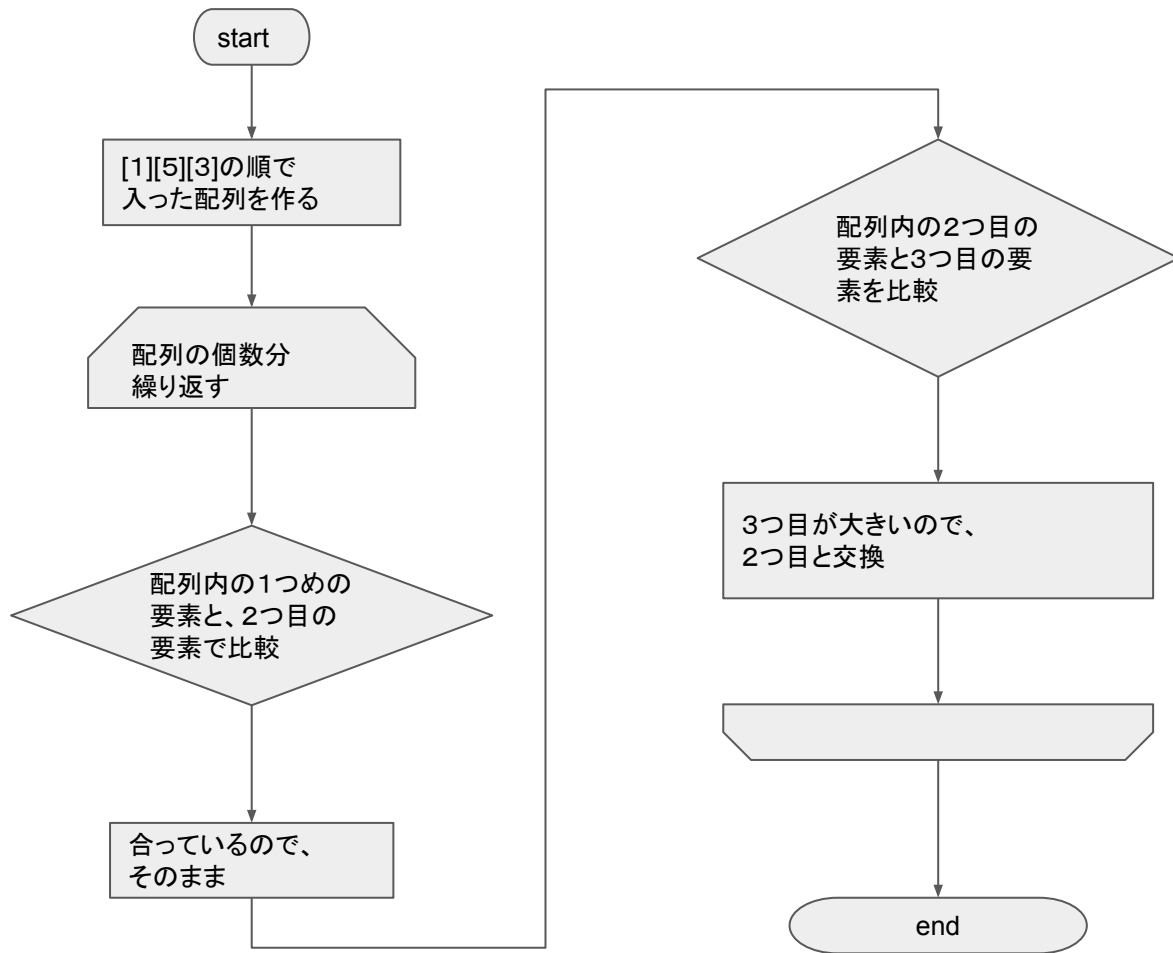 start
[1][5][3]の順で
入った配列を作る
配列の個数分
繰り返す
配列内の１つめの
要素と、２つ目の
要素で比較
合っているので、
そのまま
配列内の２つ目の
要素と３つ目の要
素を比較
３つ目が大きいので、
２つ目と交換
end